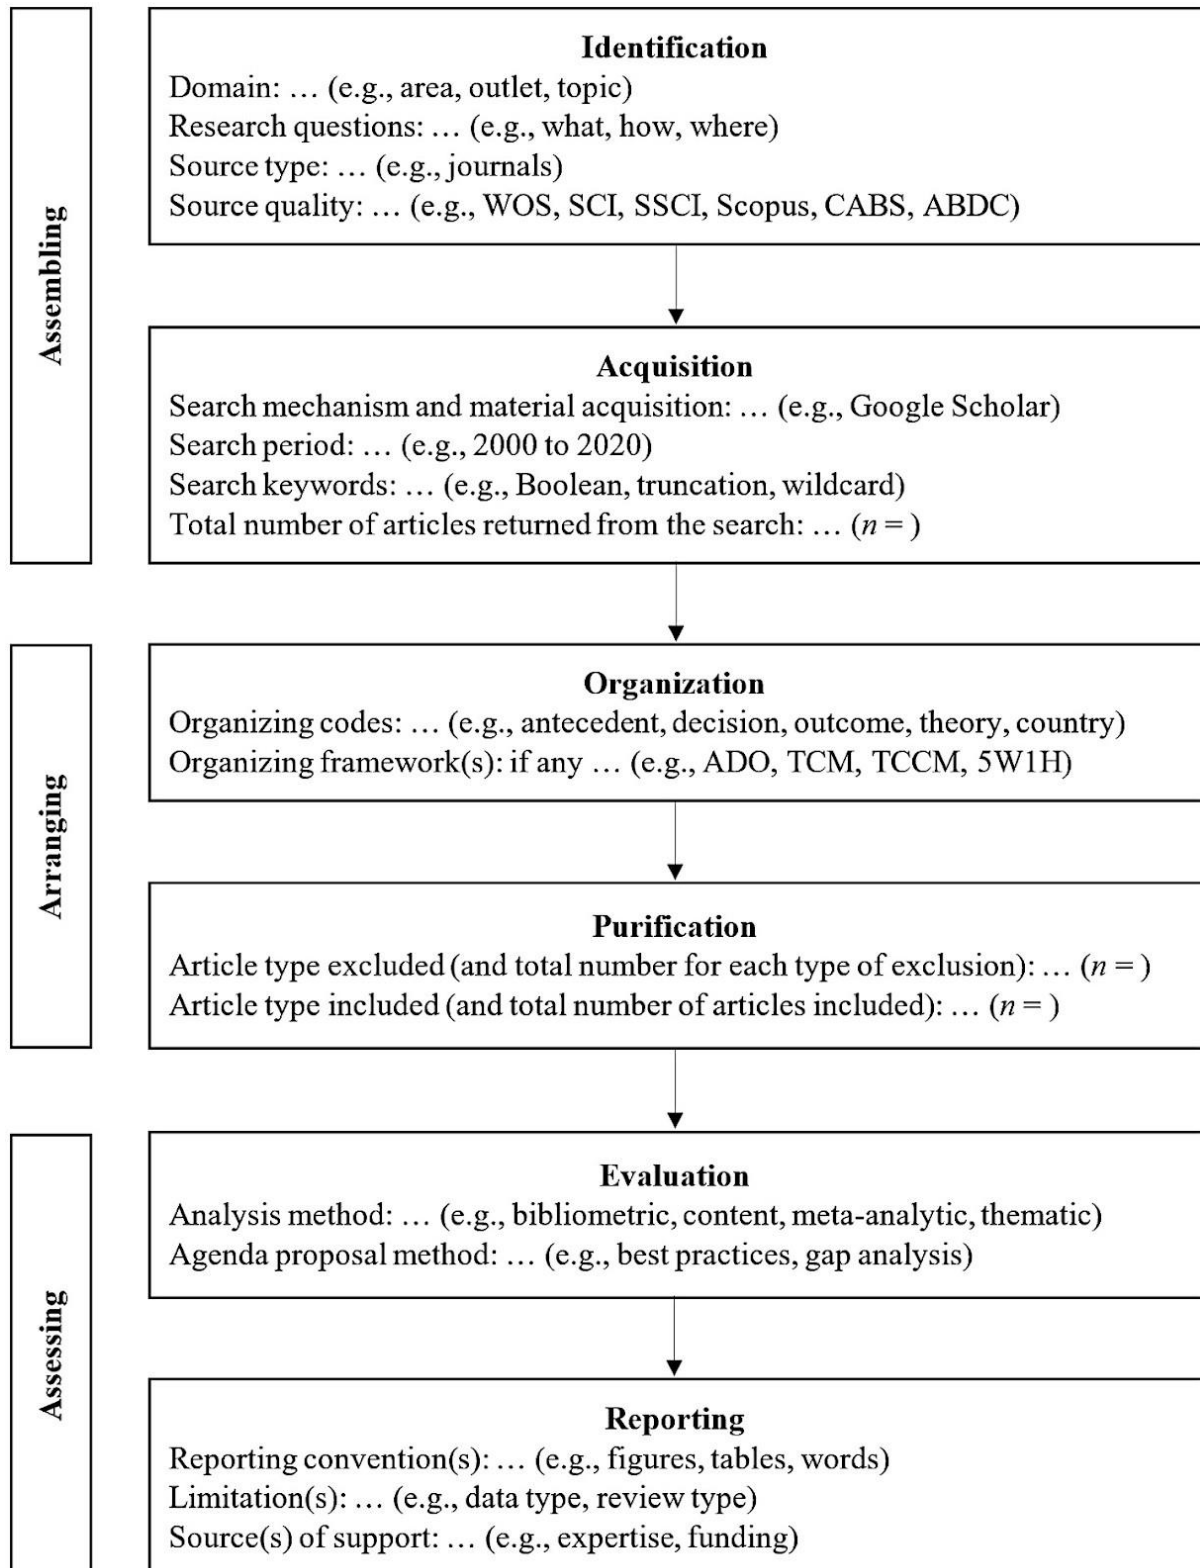 Assembling
Identification
Domain: … (e.g., area, outlet, topic)
Research questions: … (e.g., what, how, where)
Source type: … (e.g., journals)
Source quality: … (e.g., WOS, SCI, SSCI, Scopus, CABS, ABDC)
Acquisition
Search mechanism and material acquisition: … (e.g., Google Scholar)
Search period: … (e.g., 2000 to 2020)
Search keywords: … (e.g., Boolean, truncation, wildcard)
Total number of articles returned from the search: … (n = )
Arranging
Organization
Organizing codes: … (e.g., antecedent, decision, outcome, theory, country)
Organizing framework(s): if any … (e.g., ADO, TCM, TCCM, 5W1H)
Purification
Article type excluded (and total number for each type of exclusion): … (n = )
Article type included (and total number of articles included): … (n = )
Assessing
Evaluation
Analysis method: … (e.g., bibliometric, content, meta-analytic, thematic)
Agenda proposal method: … (e.g., best practices, gap analysis)
Reporting
Reporting convention(s): … (e.g., figures, tables, words)
Limitation(s): … (e.g., data type, review type)
Source(s) of support: … (e.g., expertise, funding)